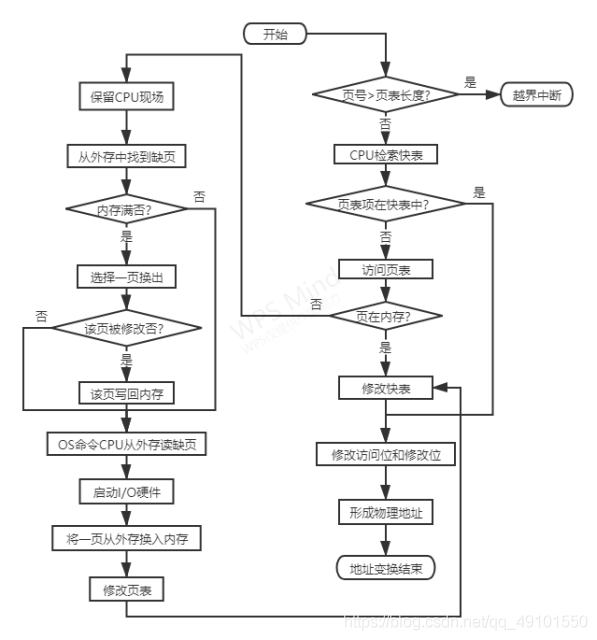 开始
页号>页表长度?
是
越界中断
否
CPU检索快表
页表项在快表中?
是
否
访问页表
页在内存?
否
是
修改快表
修改访问位和修改位
形成物理地址
地址变换结束
保留CPU现场
从外存中找到缺页
内存满否?
否
是
选择一页换出
该页被修改否?
否
是
该页写回内存
OS命令CPU从外存读缺页
启动I/O硬件
将一页从外存换入内存
修改页表
WPS Mind
https://blog.csdn.net/qq_49101550